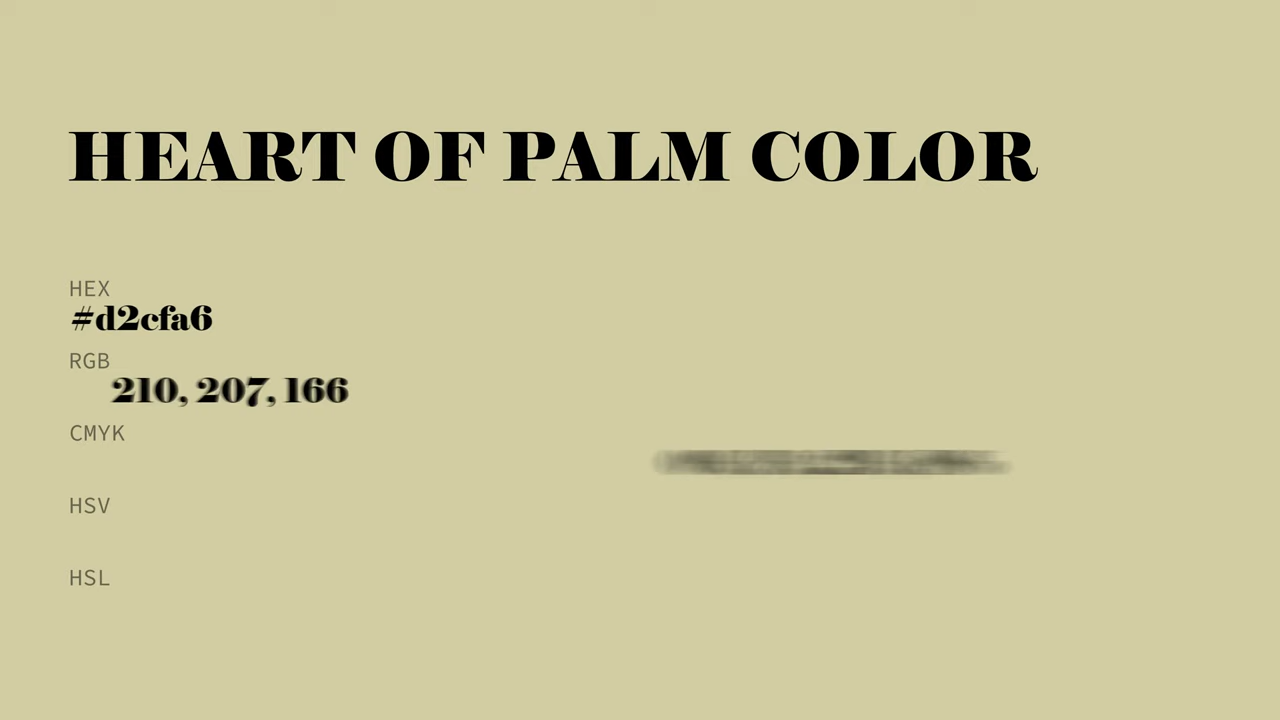 HEART OF PALM COLOR
HEX
#d2cfa6
RGB
210, 207, 166
CMYK
HSV
HSL